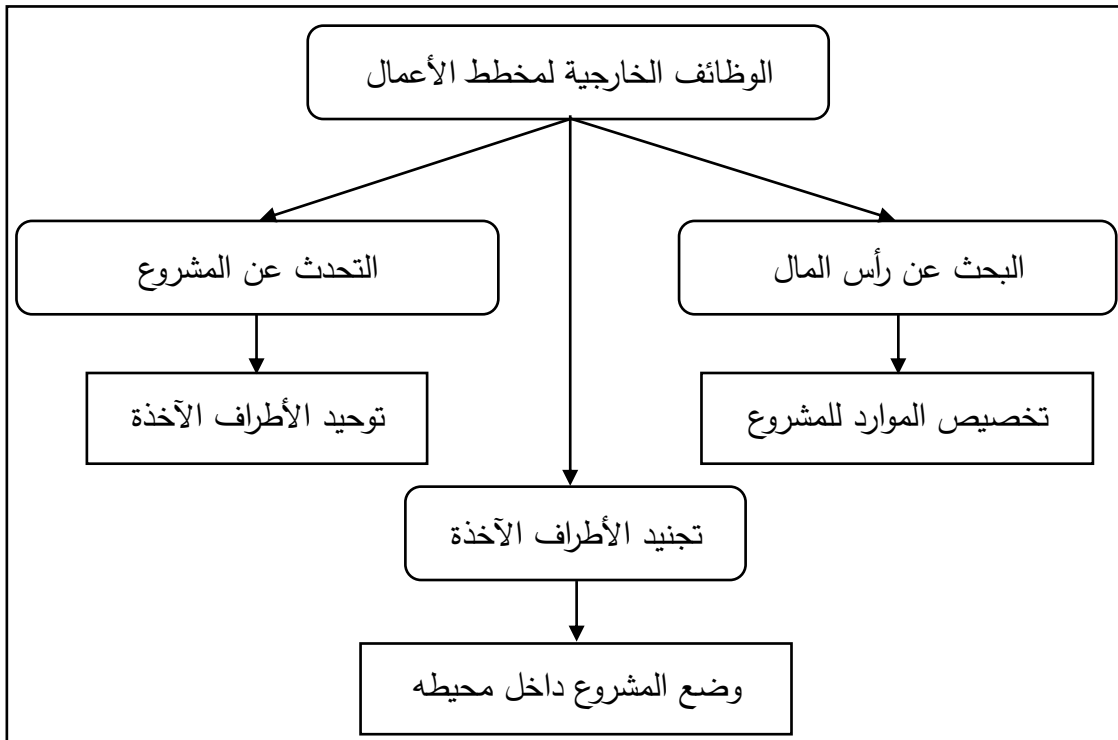 الوظائف الخارجية لمخطط الأعمال
البحث عن رأس المال
التحدث عن المشروع
تخصيص الموارد للمشروع
توحيد الأطراف الآخذة
تجنيد الأطراف الآخذة
وضع المشروع داخل محيطه